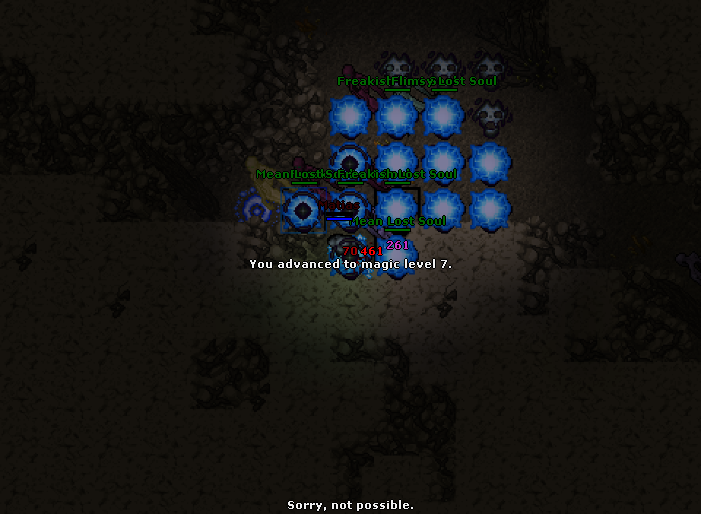 Freakish Flimsy Lost Soul
Mean Lost Freakish Lost Soul
Mean Lost Soul
461
261
You advanced to magic level 7.
Sorry, not possible.